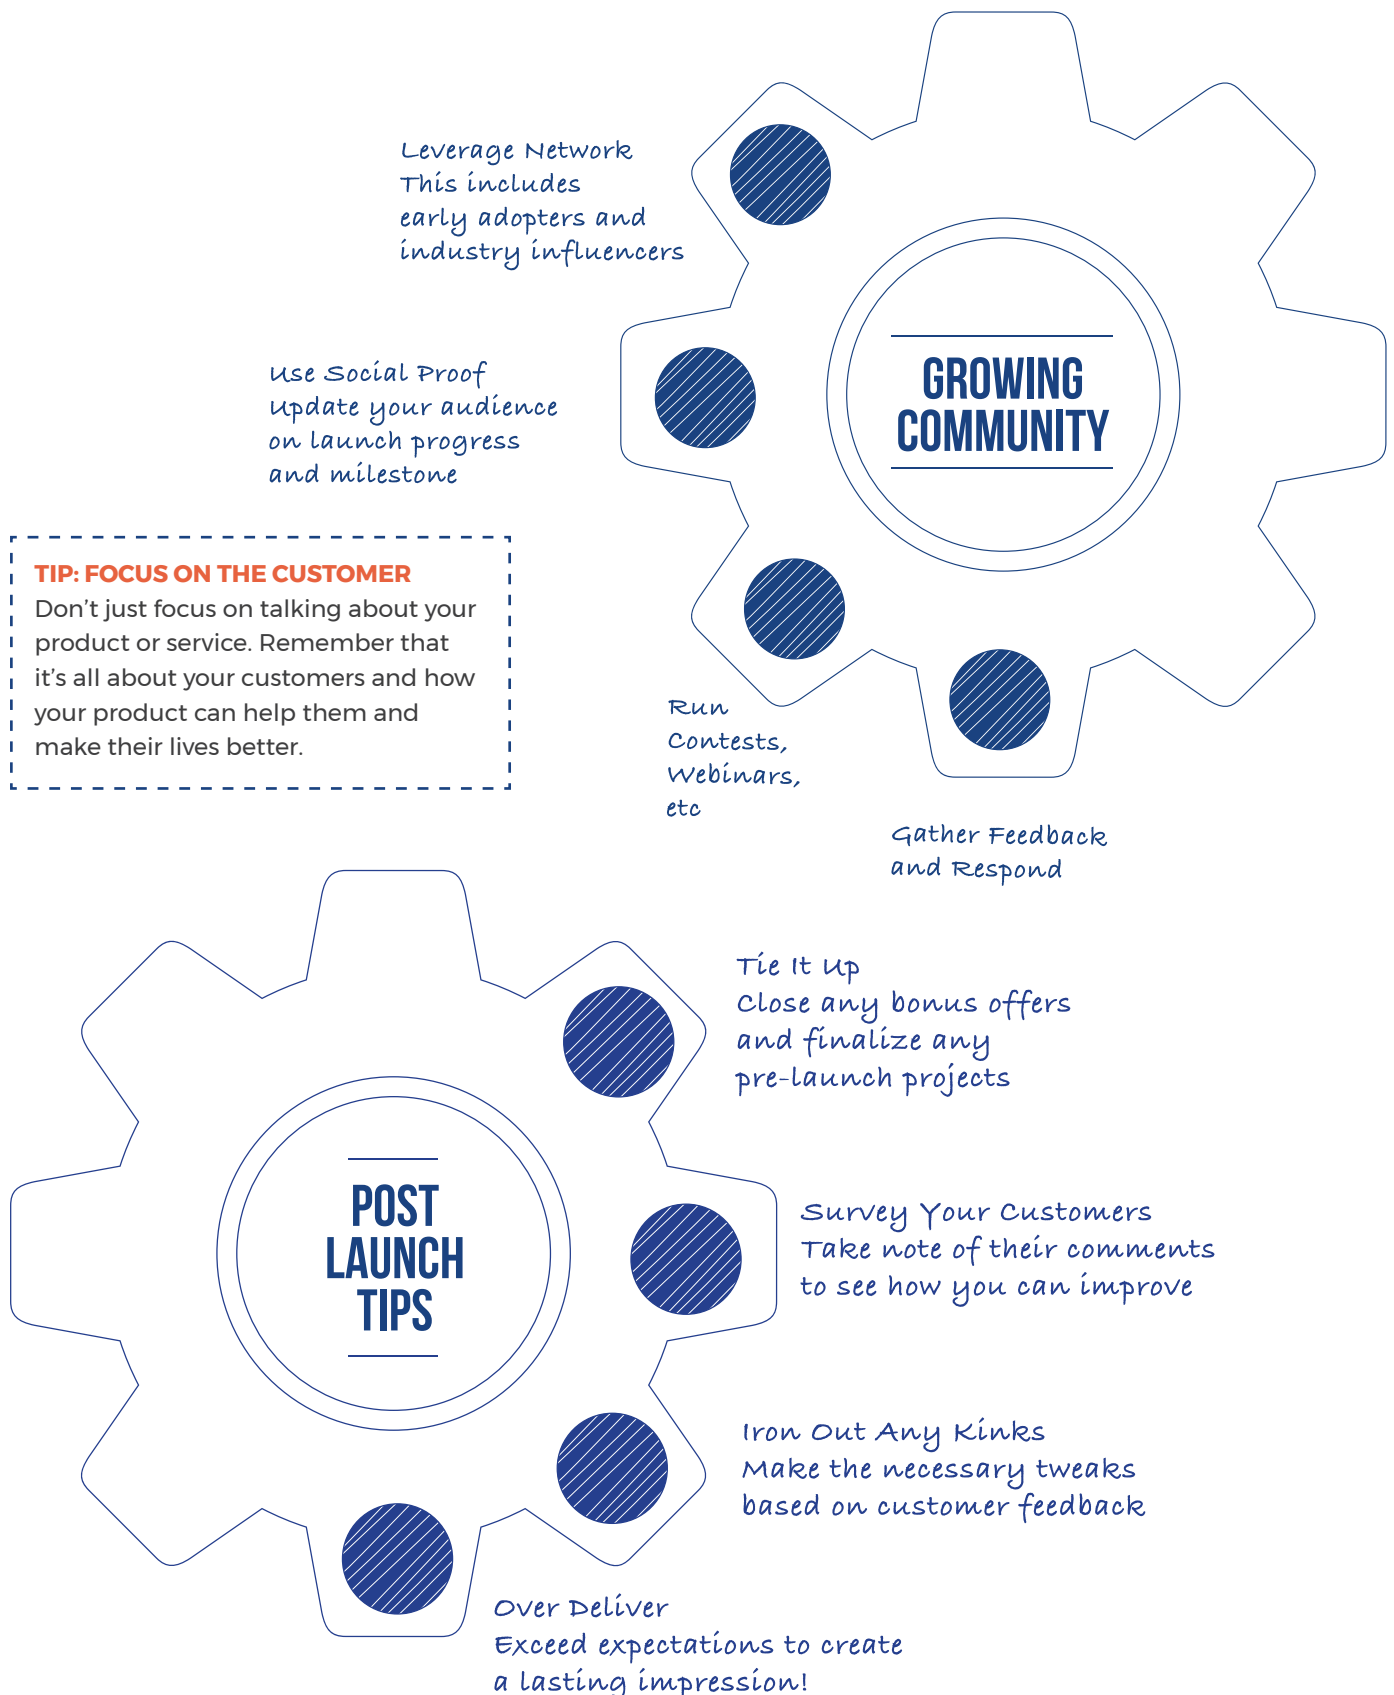 Leverage Network
This includes
early adopters and
industry influencers
GROWING
COMMUNITY
Use Social Proof
Update your audience
on launch progress
and milestone
TIP: FOCUS ON THE CUSTOMER
Don’t just focus on talking about your
product or service. Remember that
it’s all about your customers and how
your product can help them and
make their lives better.
Run
Contests,
Webinars,
etc
Gather Feedback
and Respond
POST
LAUNCH
TIPS
Tie It Up
Close any bonus offers
and finalize any
pre-launch projects
Survey Your Customers
Take note of their comments
to see how you can improve
Iron Out Any Kinks
Make the necessary tweaks
based on customer feedback
Over Deliver
Exceed expectations to create
a lasting impression!